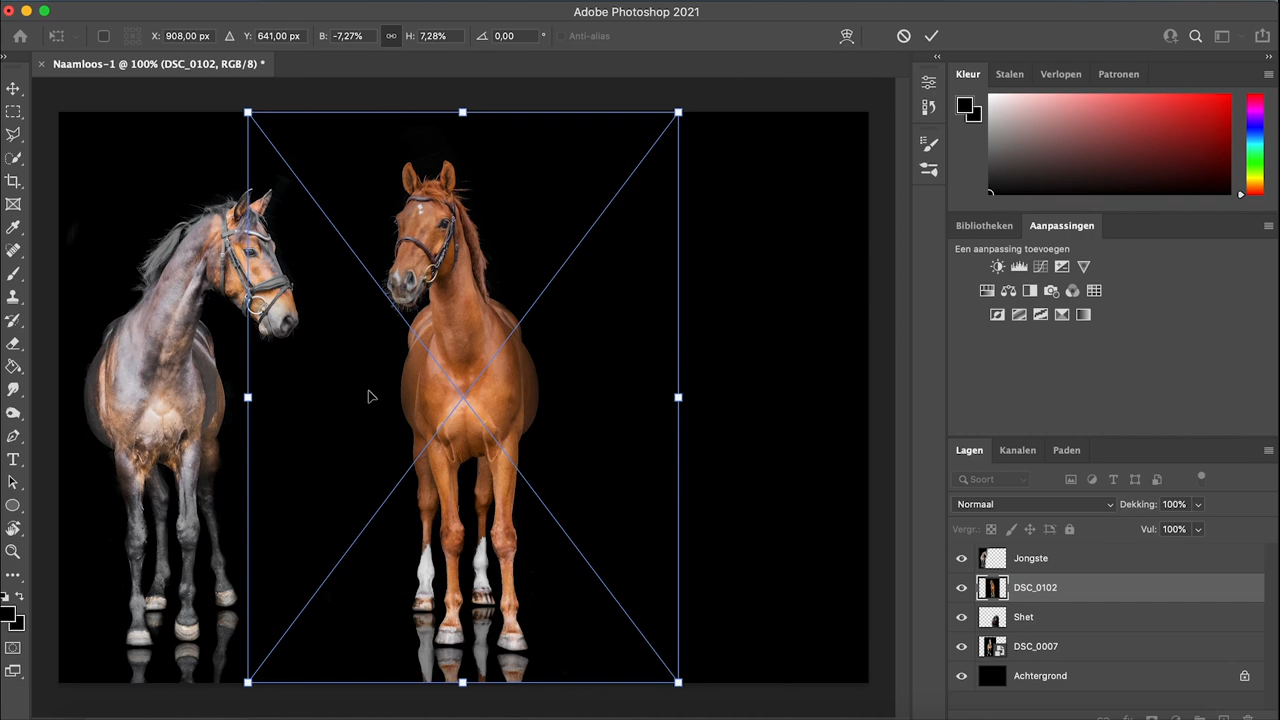 Adobe Photoshop 2021
X: 908,00 px Y: 641,00 px B: -7,27% H: 7,28% 0,00 ° Anti-alias
Naamloos-1 @ 100% (DSC_0102, RGB/8) *
Kleur Stalen Verlopen Patronen
Bibliotheken Aanpassingen
Een aanpassing toevoegen
Lagen Kanalen Paden
Soort
Normaal Dekking: 100%
Vergr.: Vul: 100%
Jongste
DSC_0102
Shet
DSC_0007
Achtergrond